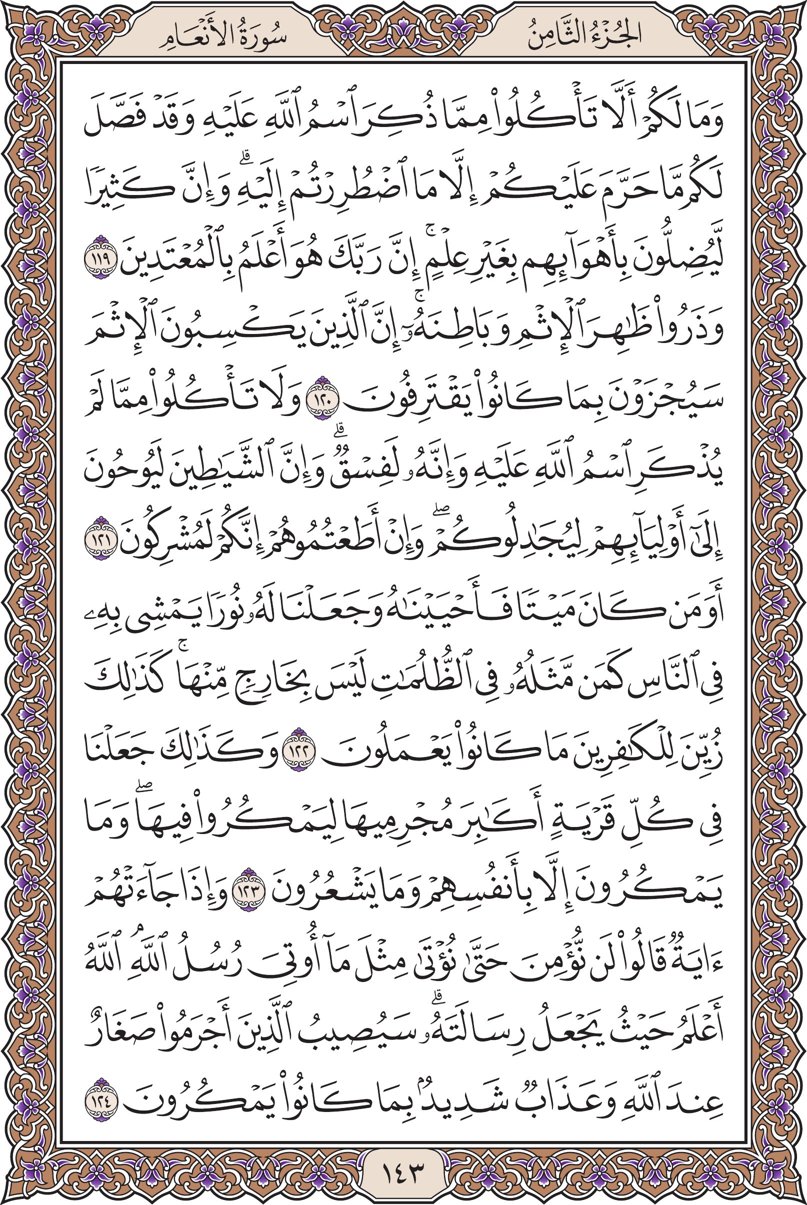 الجُزْءُ الثَّامِنُ
سُورَةُ الأَنْعَامِ
وَمَا لَكُمْ أَلَّا تَأْكُلُوا۟ مِمَّا ذُكِرَ ٱسْمُ ٱللَّهِ عَلَيْهِ وَقَدْ فَصَّلَ
لَكُم مَّا حَرَّمَ عَلَيْكُمْ إِلَّا مَا ٱضْطُرِرْتُمْ إِلَيْهِ ۗ وَإِنَّ كَثِيرًا
لَّيُضِلُّونَ بِأَهْوَآئِهِم بِغَيْرِ عِلْمٍ ۚ إِنَّ رَبَّكَ هُوَ أَعْلَمُ بِٱلْمُعْتَدِينَ ١١٩
وَذَرُوا۟ ظَـٰهِرَ ٱلْإِثْمِ وَبَاطِنَهُۥٓ ۚ إِنَّ ٱلَّذِينَ يَكْسِبُونَ ٱلْإِثْمَ
سَيُجْزَوْنَ بِمَا كَانُوا۟ يَقْتَرِفُونَ ١٢٠ وَلَا تَأْكُلُوا۟ مِمَّا لَمْ
يُذْكَرِ ٱسْمُ ٱللَّهِ عَلَيْهِ وَإِنَّهُۥ لَفِسْقٌ ۗ وَإِنَّ ٱلشَّيَـٰطِينَ لَيُوحُونَ
إِلَىٰٓ أَوْلِيَآئِهِمْ لِيُجَـٰدِلُوكُمْ ۖ وَإِنْ أَطَعْتُمُوهُمْ إِنَّكُمْ لَمُشْرِكُونَ ١٢١
أَوَمَن كَانَ مَيْتًا فَأَحْيَيْنَـٰهُ وَجَعَلْنَا لَهُۥ نُورًا يَمْشِى بِهِۦ
فِى ٱلنَّاسِ كَمَن مَّثَلُهُۥ فِى ٱلظُّلُمَـٰتِ لَيْسَ بِخَارِجٍ مِّنْهَا ۚ كَذَٰلِكَ
زُيِّنَ لِلْكَـٰفِرِينَ مَا كَانُوا۟ يَعْمَلُونَ ١٢٢ وَكَذَٰلِكَ جَعَلْنَا
فِى كُلِّ قَرْيَةٍ أَكَـٰبِرَ مُجْرِمِيهَا لِيَمْكُرُوا۟ فِيهَا ۖ وَمَا
يَمْكُرُونَ إِلَّا بِأَنفُسِهِمْ وَمَا يَشْعُرُونَ ١٢٣ وَإِذَا جَآءَتْهُمْ
ءَايَةٌ قَالُوا۟ لَن نُّؤْمِنَ حَتَّىٰ نُؤْتَىٰ مِثْلَ مَآ أُوتِىَ رُسُلُ ٱللَّهِ ۘ ٱللَّهُ
أَعْلَمُ حَيْثُ يَجْعَلُ رِسَالَتَهُۥ ۗ سَيُصِيبُ ٱلَّذِينَ أَجْرَمُوا۟ صَغَارٌ
عِندَ ٱللَّهِ وَعَذَابٌ شَدِيدٌۢ بِمَا كَانُوا۟ يَمْكُرُونَ ١٢٤
١٤٣